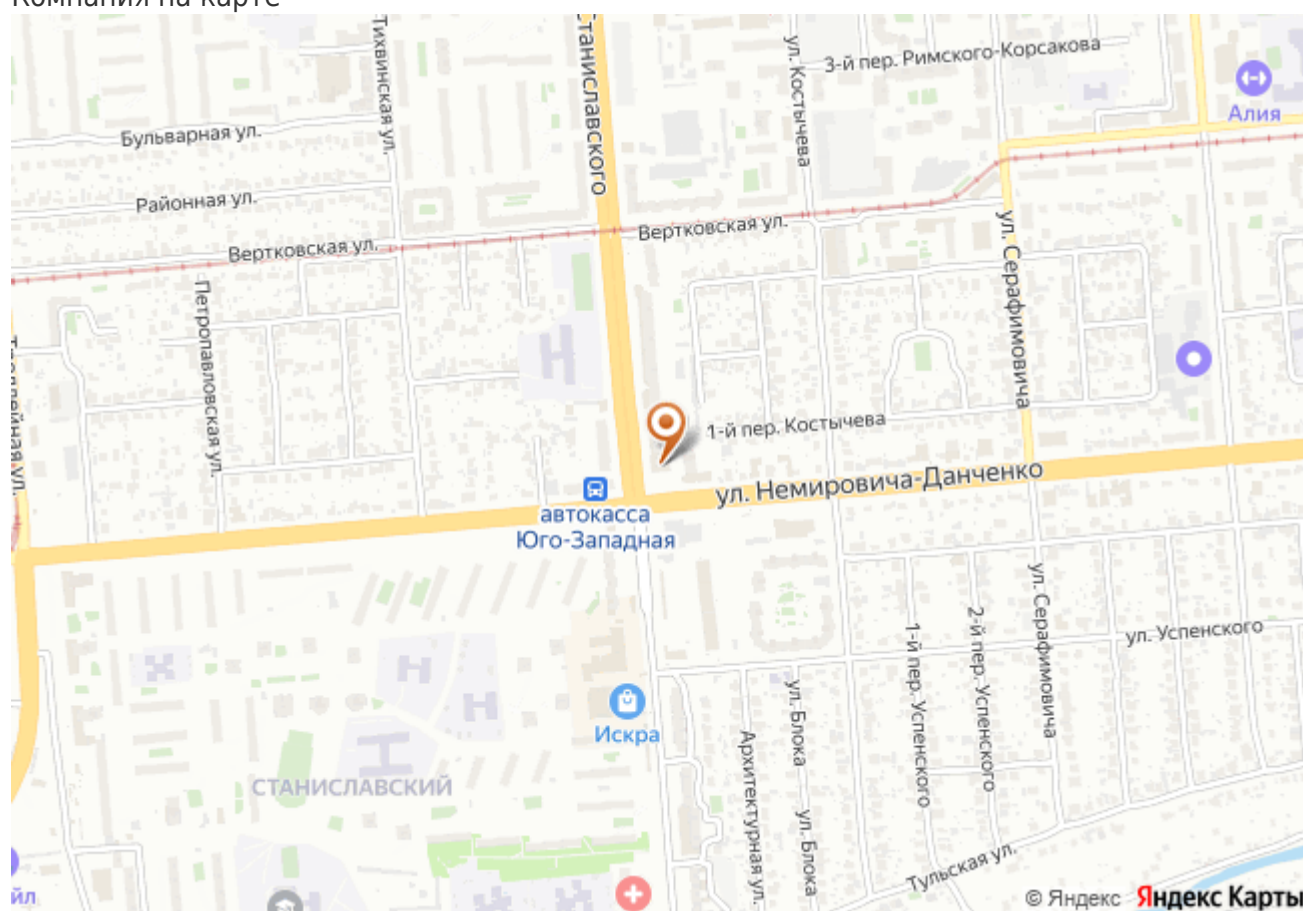 Компания на карте
Тихвинская ул.
Станиславского
ул. Костычева
3-й пер. Римского-Корсакова
Алия
Бульварная ул.
Районная ул.
Вертковская ул.
Вертковская ул.
ул. Серафимовича
Петропавловская ул.
1-й пер. Костычева
ул. Немировича-Данченко
автокасса
Юго-Западная
ул. Серафимовича
2-й пер. Успенского
1-й пер. Успенского
ул. Успенского
ул. Блока
Искра
Архитектурная ул.
СТАНИСЛАВСКИЙ
ул. Блока
Тульская ул.
йл
© Яндекс Яндекс Карты